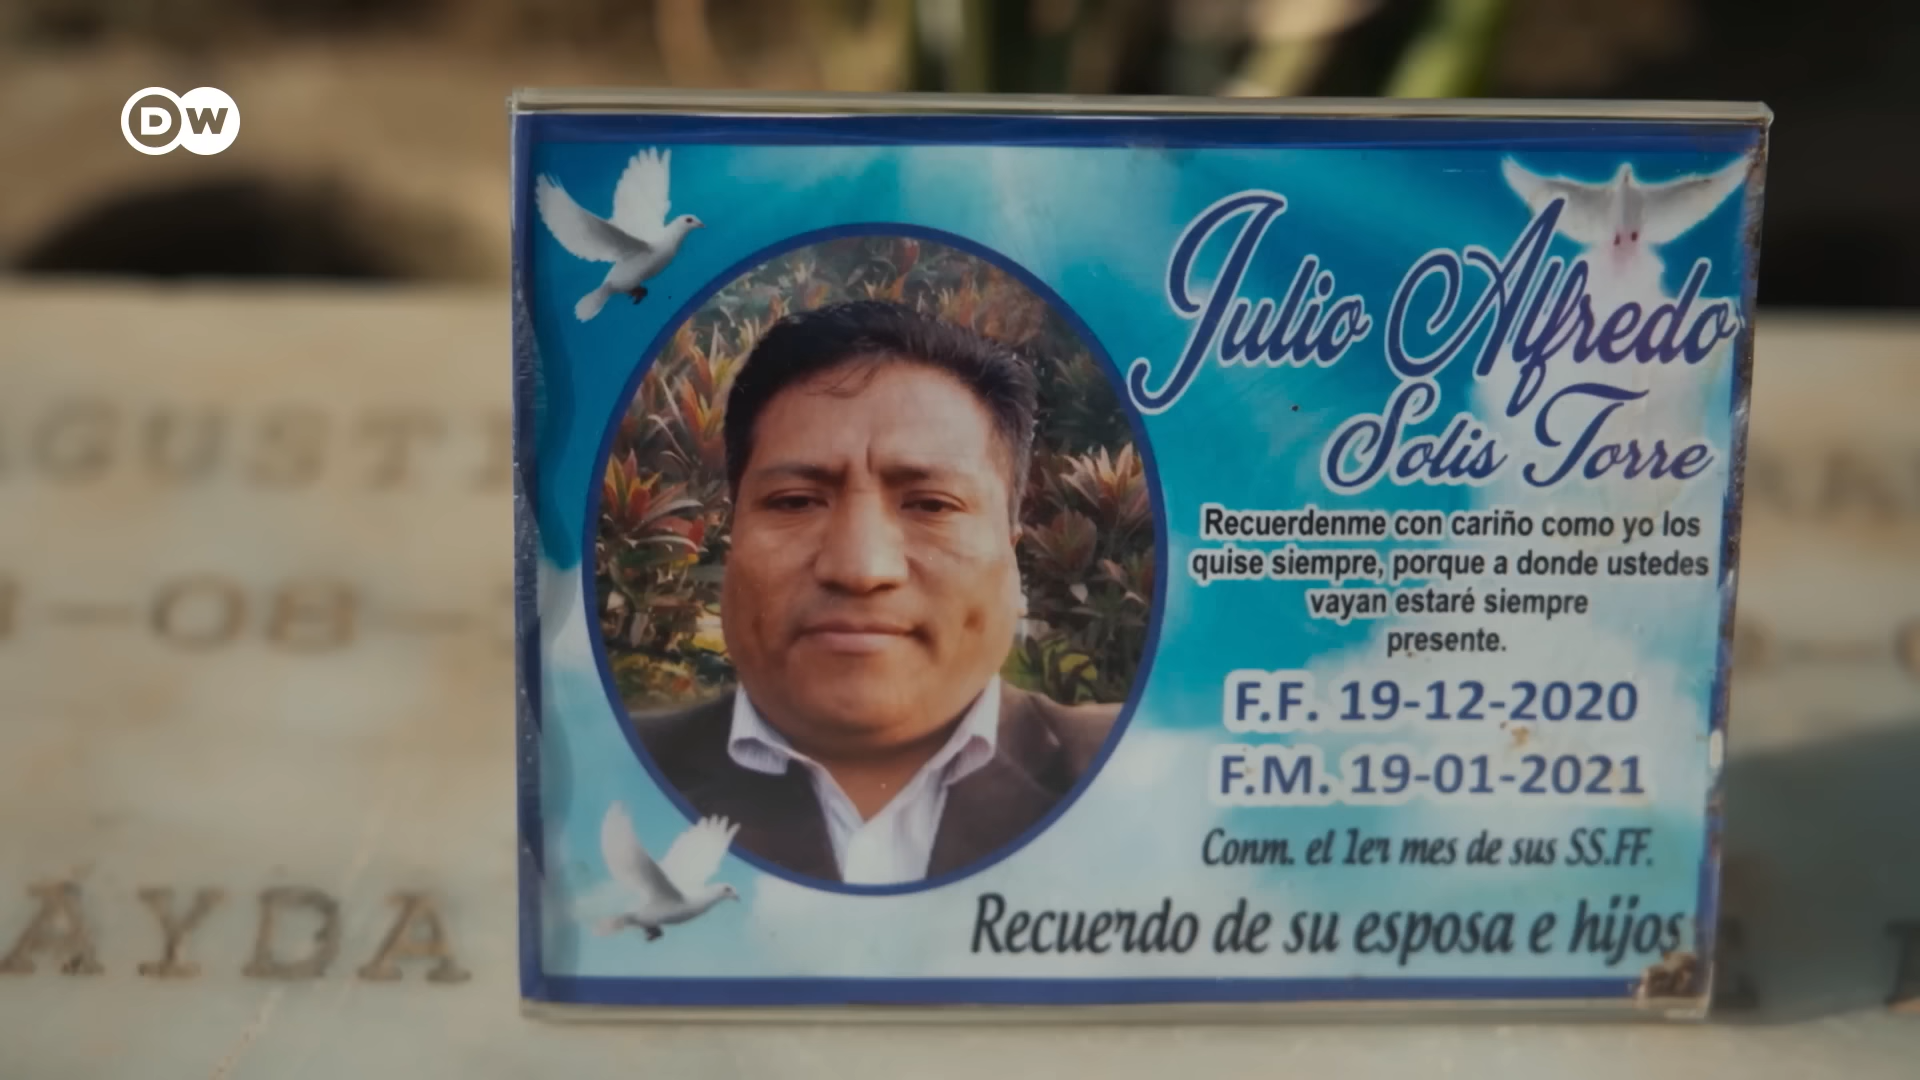 DW
Julio Alfredo
Solis Torre
Recuerdenme con cariño como yo los
quise siempre, porque a donde ustedes
vayan estaré siempre
presente.
F.F. 19-12-2020
F.M. 19-01-2021
Conm. el 1er mes de sus SS.FF.
Recuerdo de su esposa e hijos
AYDA